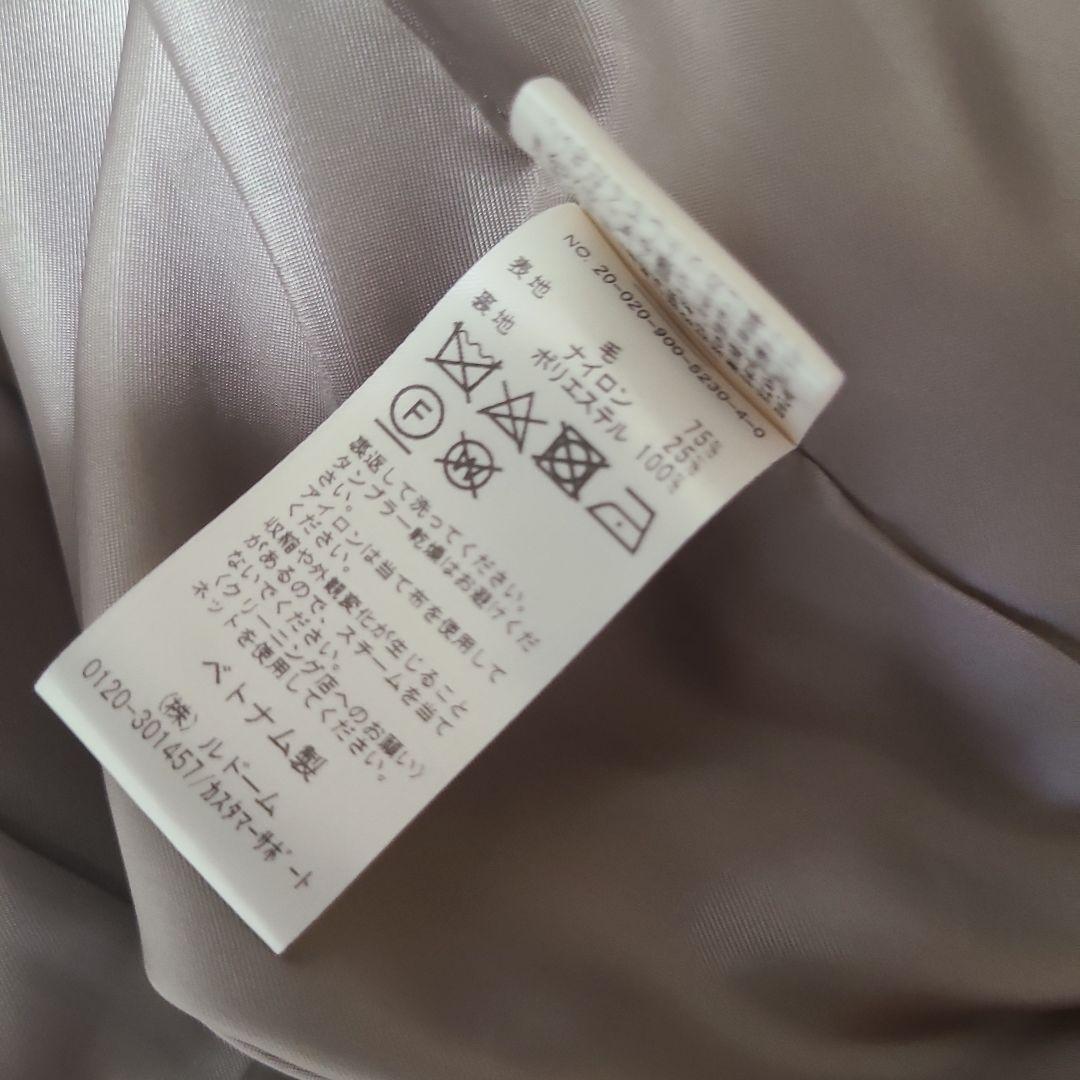 NO. 20-020-900-5230-4-0
表地 毛 75%
ナイロン 25%
裏地 ポリエステル 100%
F
W
裏返して洗ってください。
タンブラー乾燥はお避けくだ
さい。
アイロンは当て布を使用して
ください。
収縮や外観変化が生じること
があるので、スチームを当て
ないでください。
(クリーニング店へのお願い)
ネットを使用してください。
ベトナム製
(株)ルドーム
0120-301457/カスタマーサポート